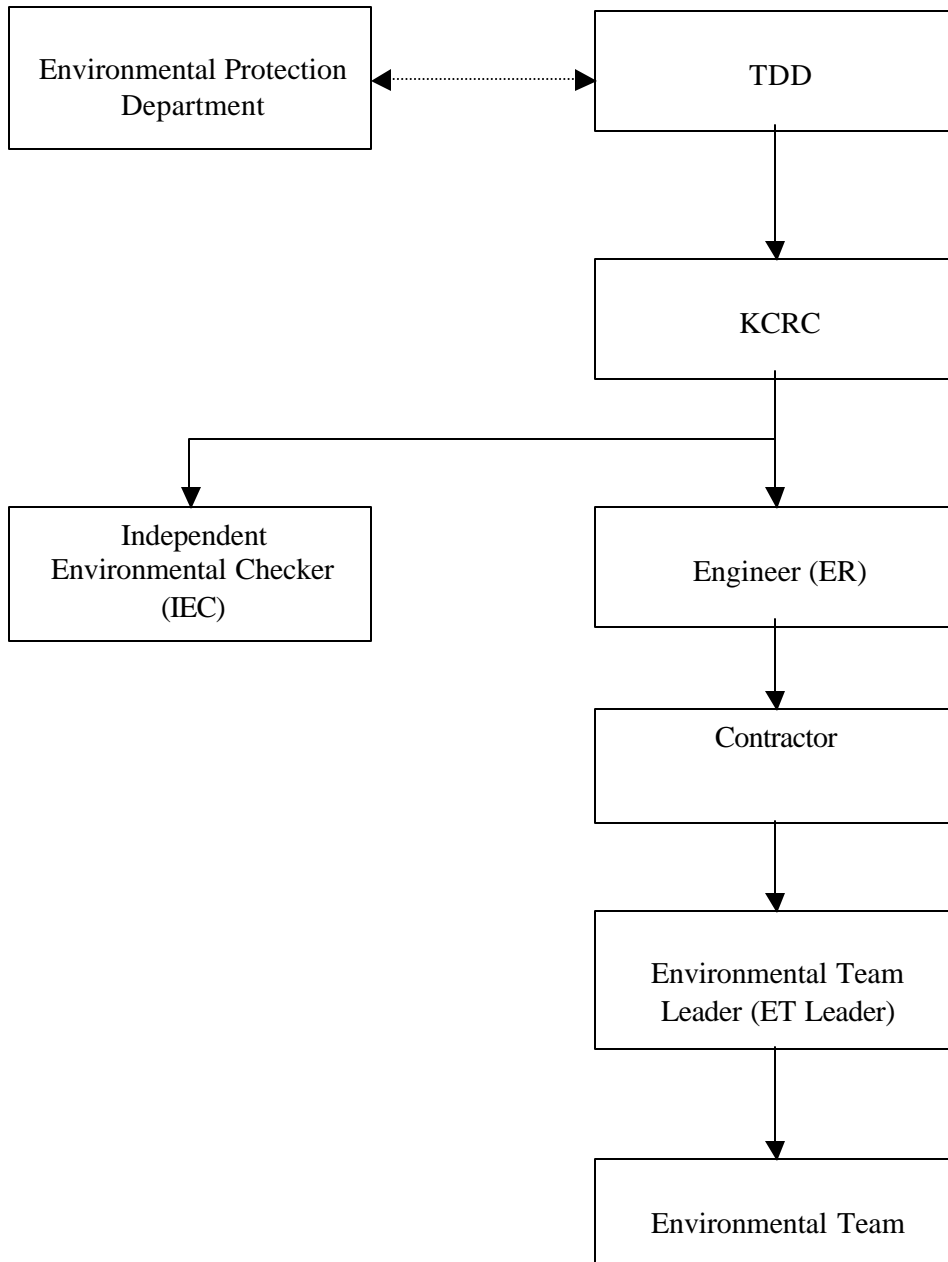 Environmental Protection
Department
TDD
KCRC
Independent
Environmental Checker
(IEC)
Engineer (ER)
Contractor
Environmental Team
Leader (ET Leader)
Environmental Team